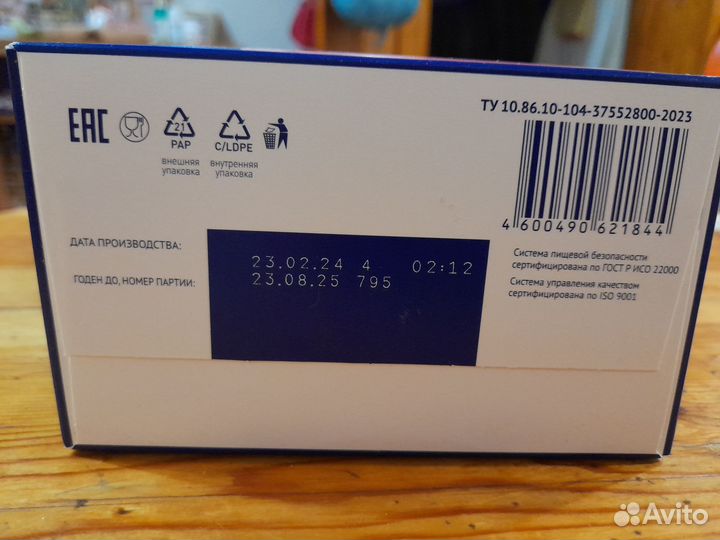 ТУ 10.86.10-104-37552800-2023
EAC
21
PAP
C/LDPE
внешняя
упаковка
внутренняя
упаковка
4 600490 621844
ДАТА ПРОИЗВОДСТВА:
23.02.24 4 02:12
ГОДЕН ДО, НОМЕР ПАРТИИ:
23.08.25 795
Система пищевой безопасности
сертифицирована по ГОСТ Р ИСО 22000
Система управления качеством
сертифицирована по ISO 9001
Avito